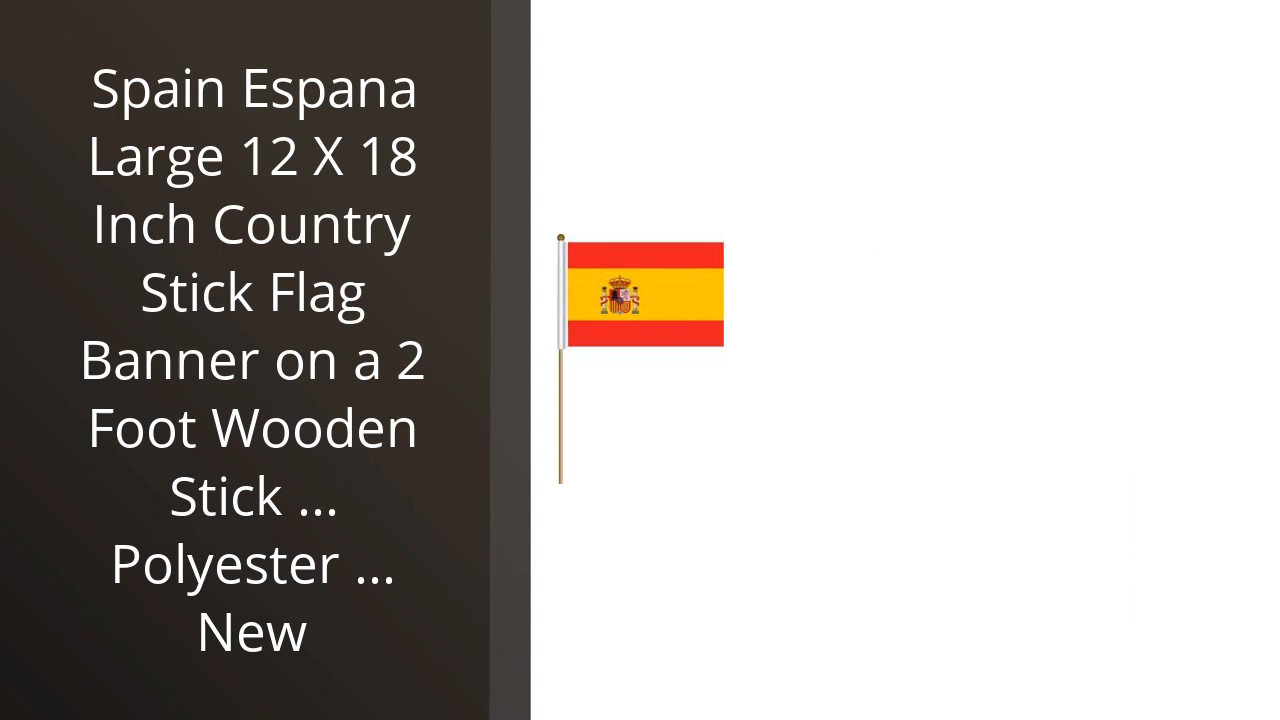 Spain Espana
Large 12 X 18
Inch Country
Stick Flag
Banner on a 2
Foot Wooden
Stick ...
Polyester ...
New